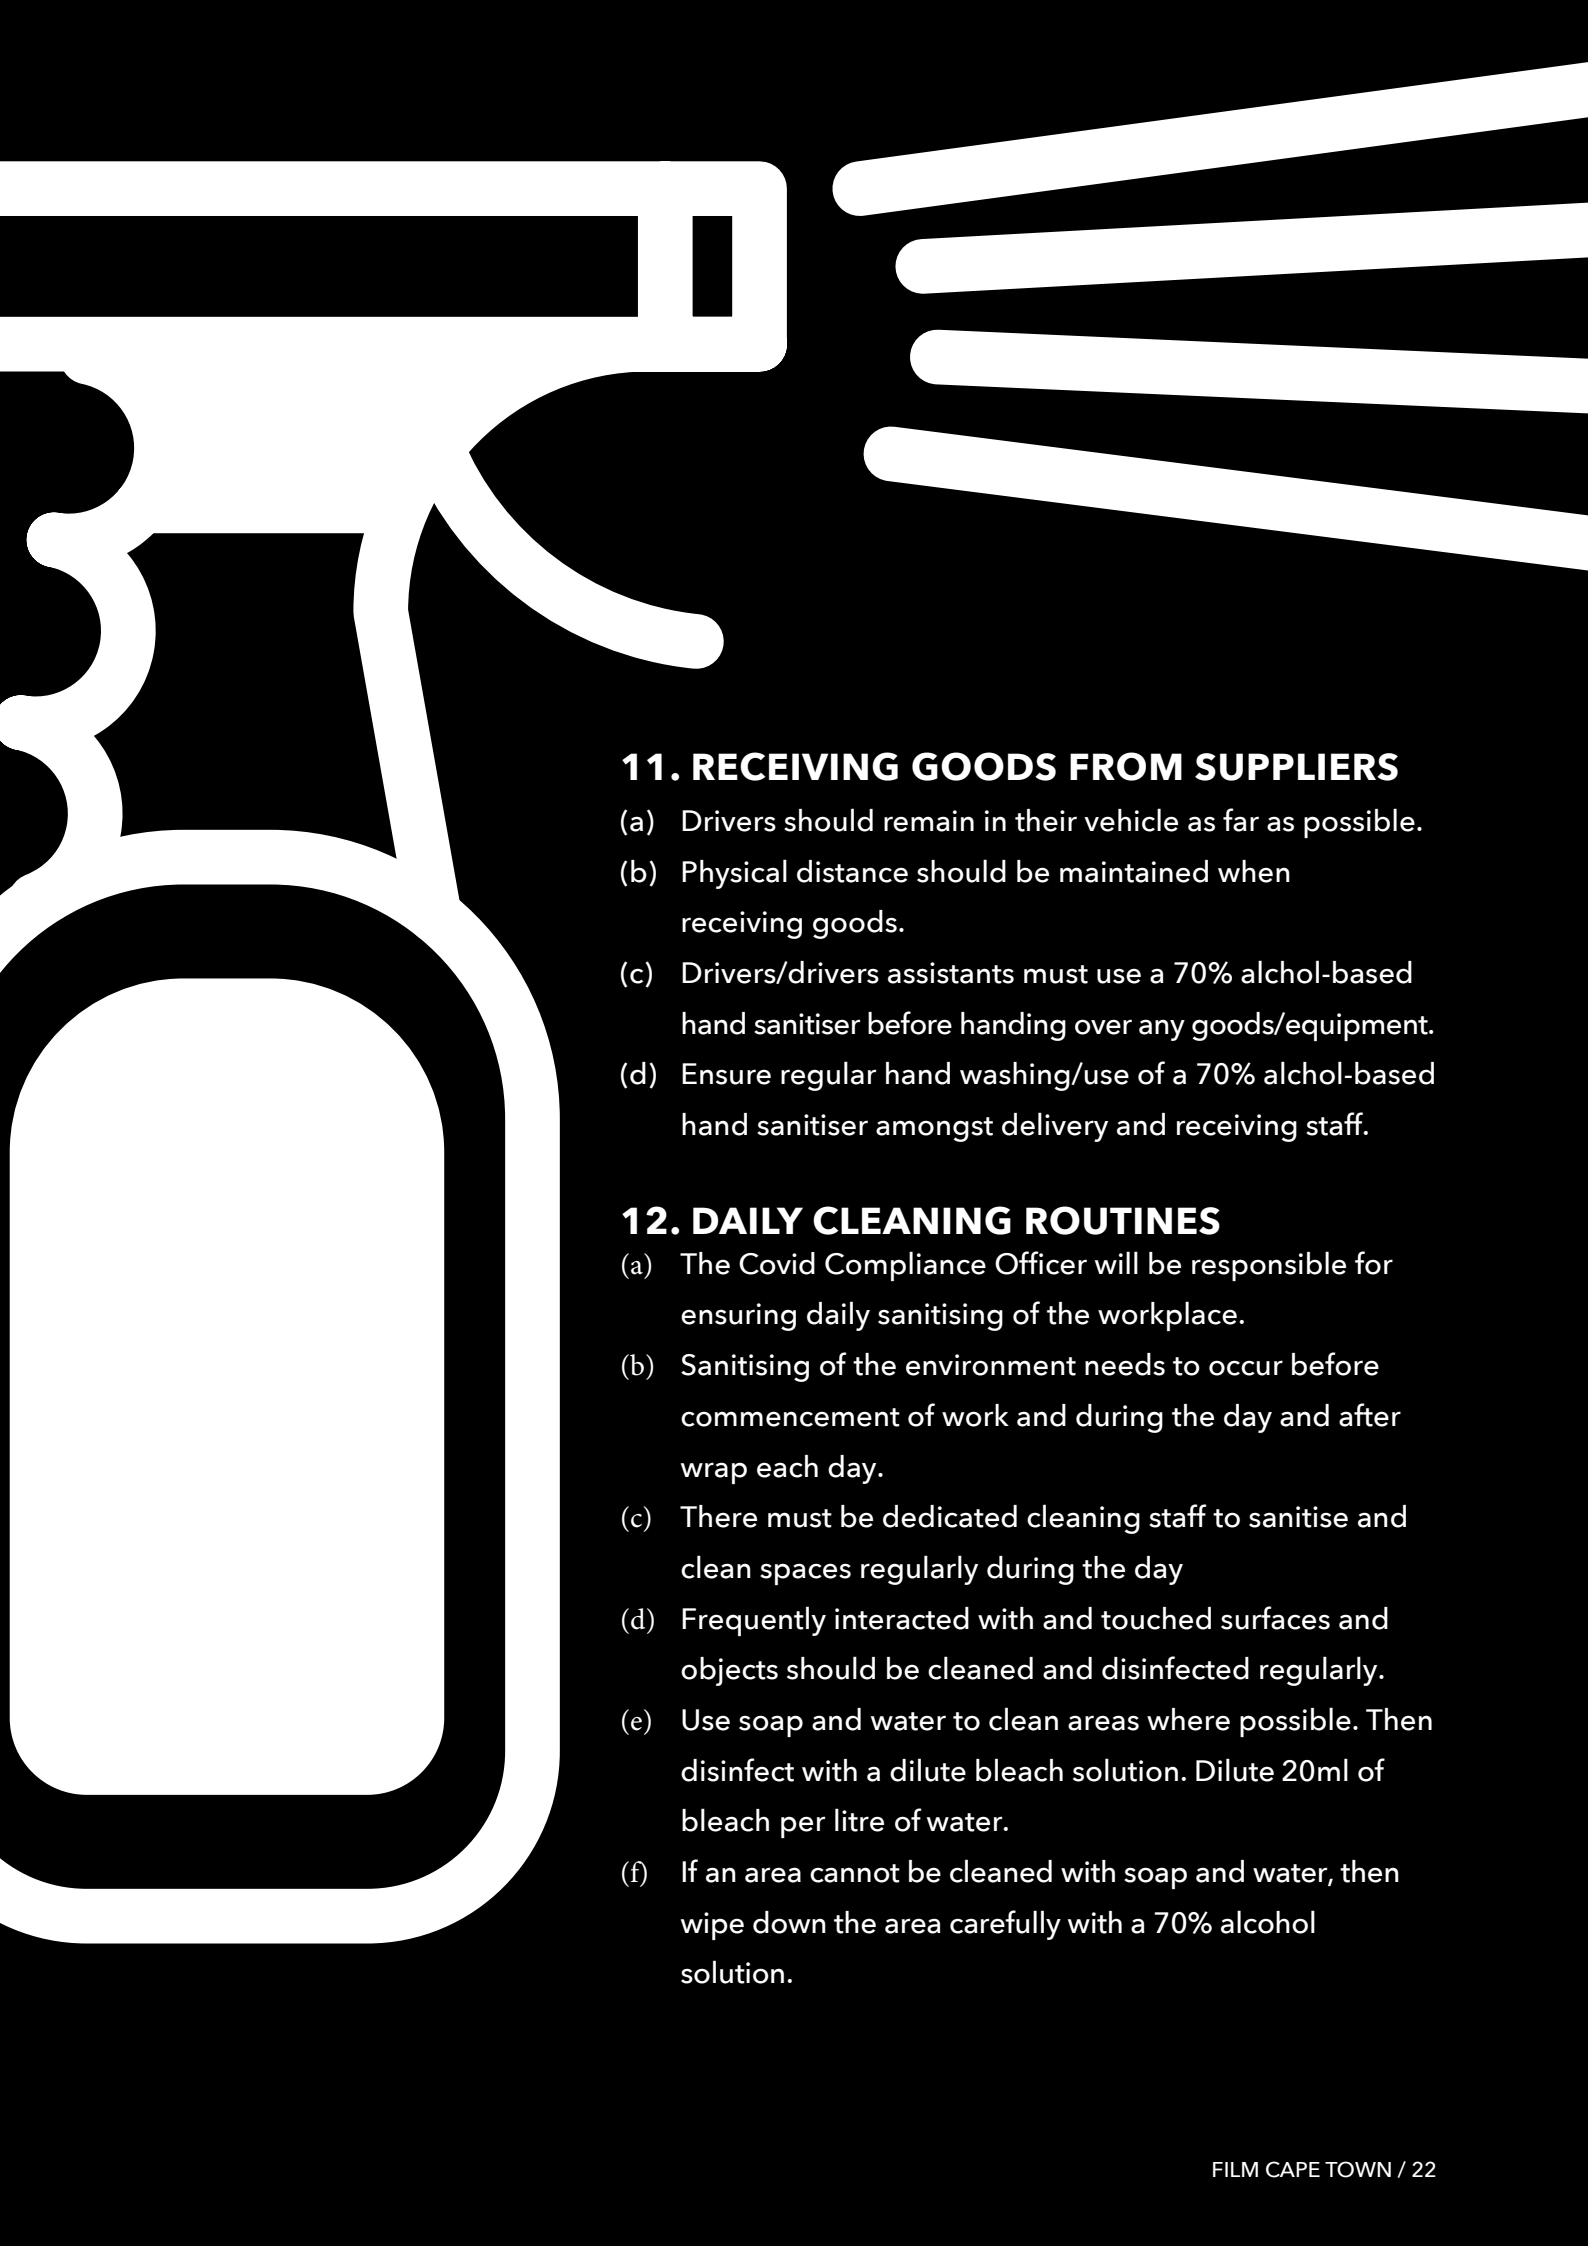 11. RECEIVING GOODS FROM SUPPLIERS
(a) Drivers should remain in their vehicle as far as possible.
(b) Physical distance should be maintained when
receiving goods.
(c) Drivers/drivers assistants must use a 70% alchol-based
hand sanitiser before handing over any goods/equipment.
(d) Ensure regular hand washing/use of a 70% alchol-based
hand sanitiser amongst delivery and receiving staff.
12. DAILY CLEANING ROUTINES
(a) The Covid Compliance Officer will be responsible for
ensuring daily sanitising of the workplace.
(b) Sanitising of the environment needs to occur before
commencement of work and during the day and after
wrap each day.
(c) There must be dedicated cleaning staff to sanitise and
clean spaces regularly during the day
(d) Frequently interacted with and touched surfaces and
objects should be cleaned and disinfected regularly.
(e) Use soap and water to clean areas where possible. Then
disinfect with a dilute bleach solution. Dilute 20ml of
bleach per litre of water.
(f) If an area cannot be cleaned with soap and water, then
wipe down the area carefully with a 70% alcohol
solution.
FILM CAPE TOWN / 22